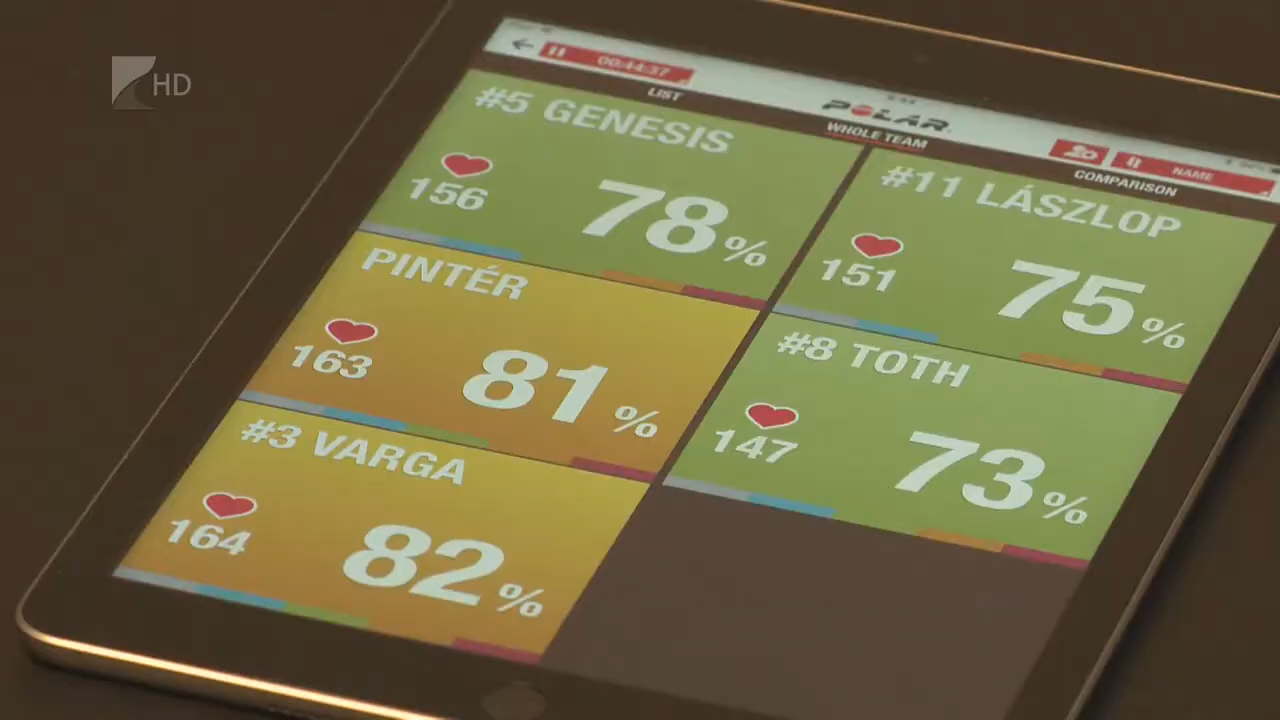 HD
00:44:37
POLAR
LIST
WHOLE TEAM
NAME
COMPARISON
#5 GENESIS
156
78%
#11 LÁSZLOP
151
75%
PINTÉR
163
81%
#8 TOTH
147
73%
#3 VARGA
164
82%